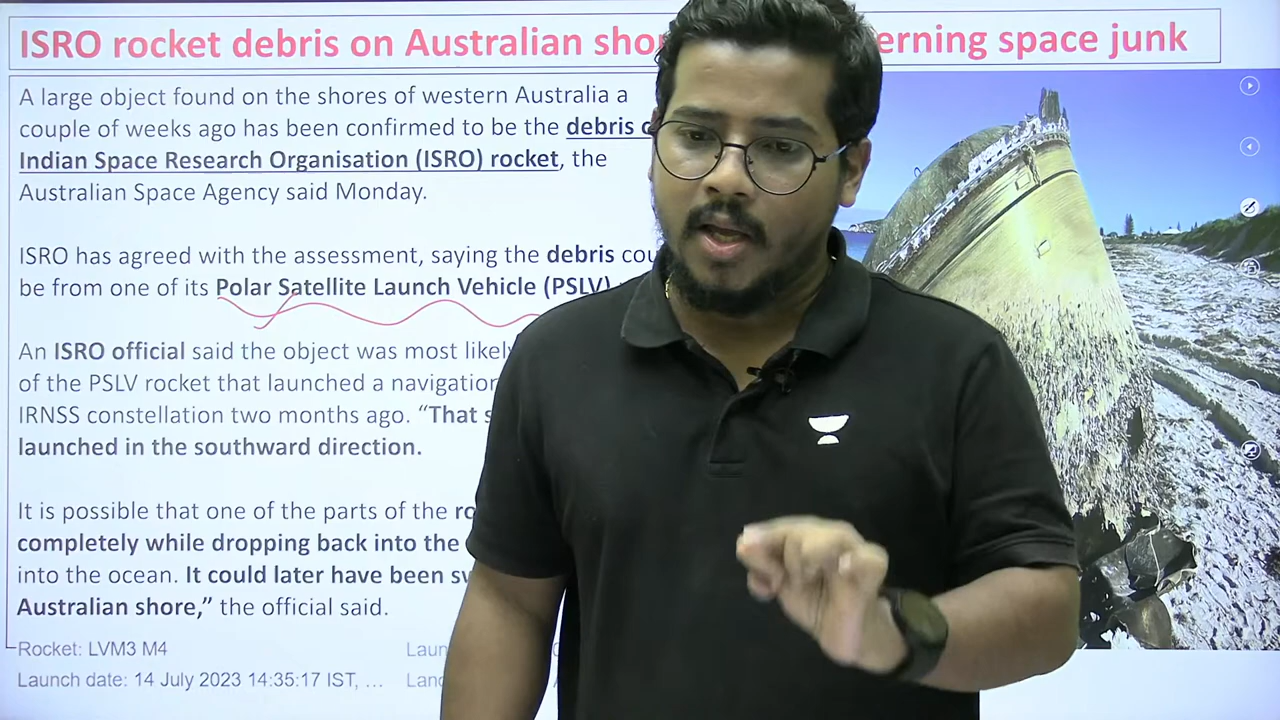 ISRO rocket debris on Australian sho erning space junk
A large object found on the shores of western Australia a
couple of weeks ago has been confirmed to be the debris
Indian Space Research Organisation (ISRO) rocket, the
Australian Space Agency said Monday.
ISRO has agreed with the assessment, saying the debris cou
be from one of its Polar Satellite Launch Vehicle (PSLV)
An ISRO official said the object was most likely
of the PSLV rocket that launched a navigation
IRNSS constellation two months ago. “That s
launched in the southward direction.
It is possible that one of the parts of the ro
completely while dropping back into the
into the ocean. It could later have been sw
Australian shore,” the official said.
Rocket: LVM3 M4 Laun
Launch date: 14 July 2023 14:35:17 IST, … Lan